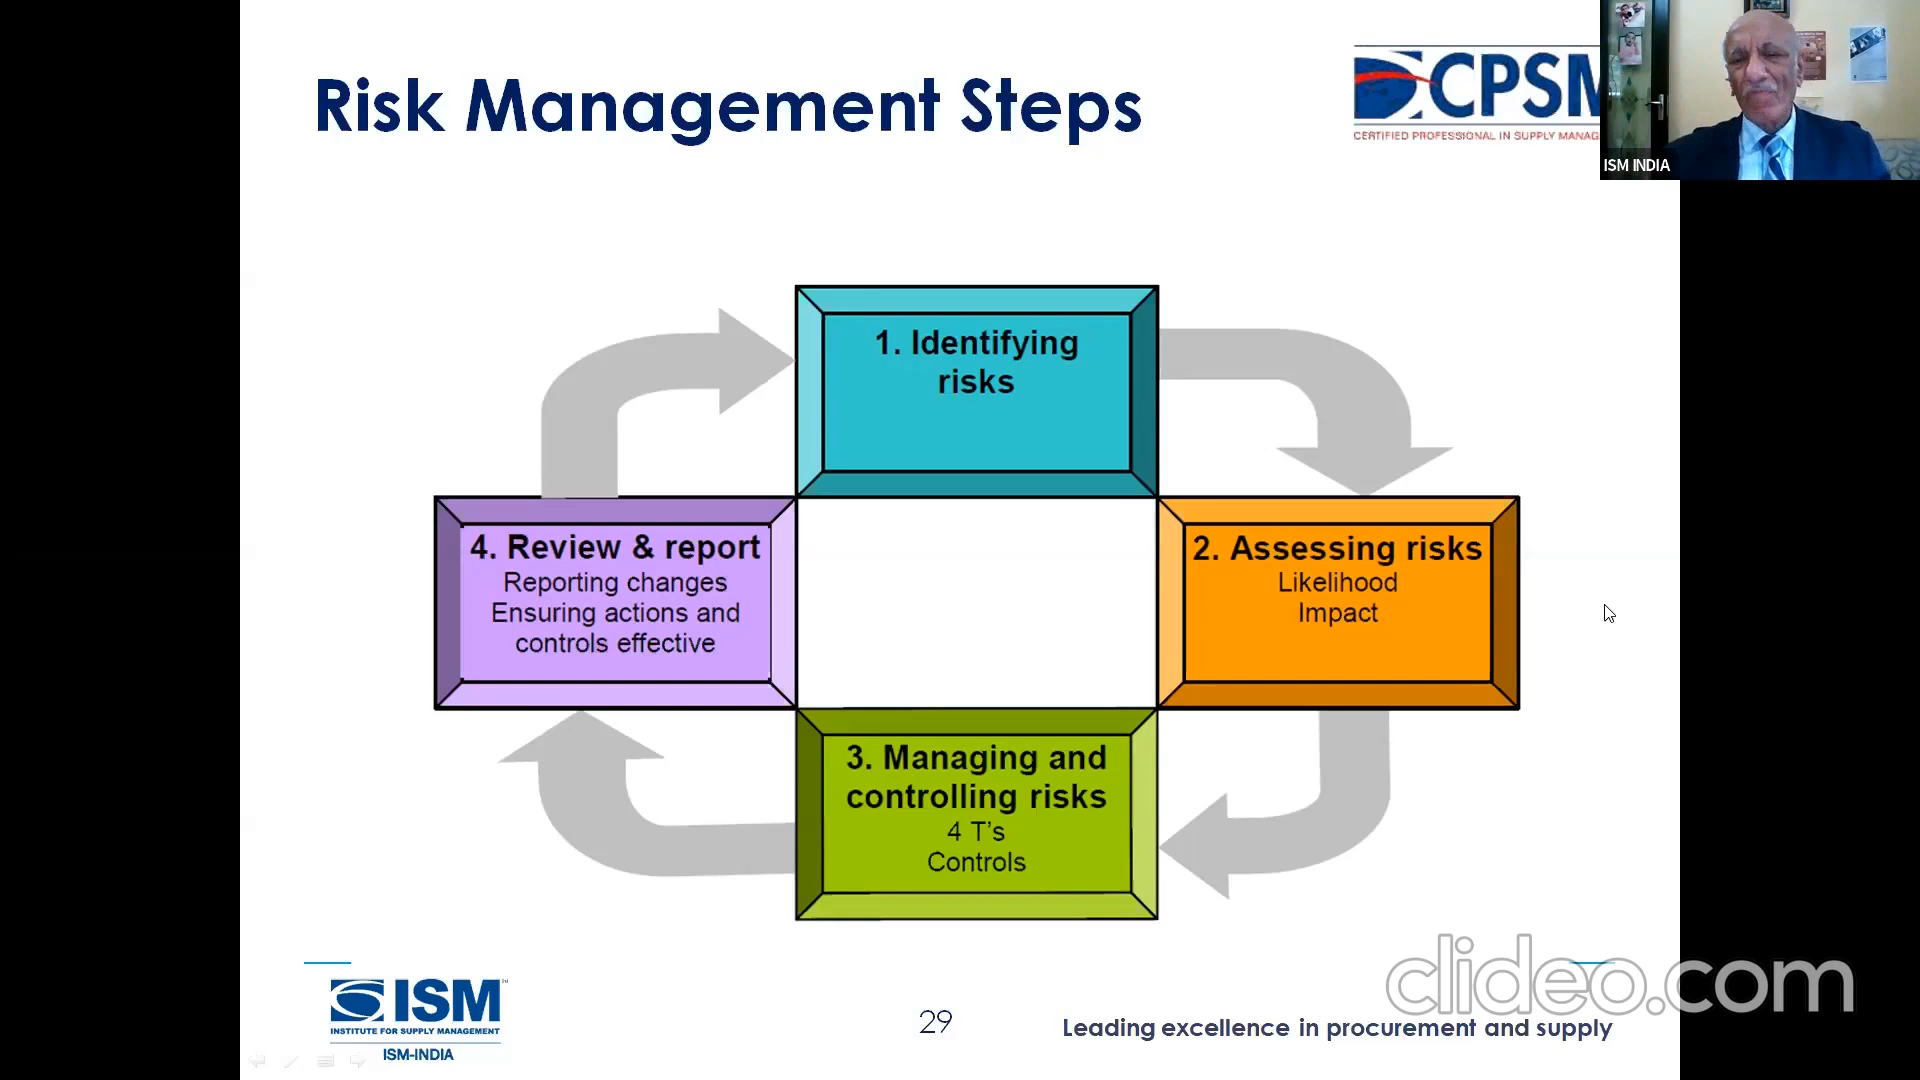 Risk Management Steps
CPSM
CERTIFIED PROFESSIONAL IN SUPPLY
ISM INDIA
1. Identifying
risks
2. Assessing risks
Likelihood
Impact
3. Managing and
controlling risks
4 T's
Controls
4. Review & report
Reporting changes
Ensuring actions and
controls effective
ISM
INSTITUTE FOR SUPPLY MANAGEMENT
ISM-INDIA
29
Leading excellence in procurement and supply
clideo.com